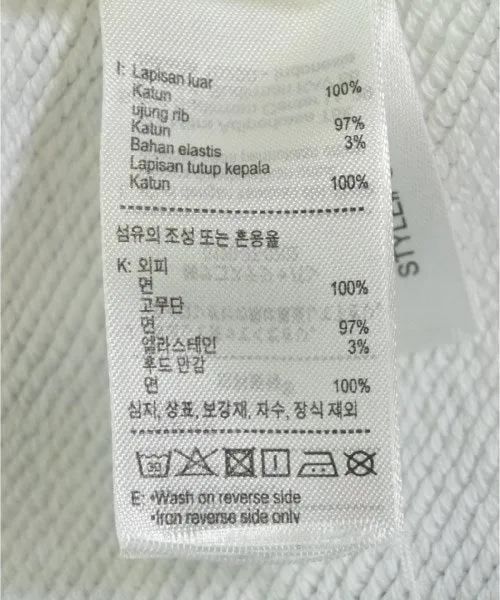 I: Lapisan luar
Katun 100%
ujung rib
Katun 97%
Bahan elastis 3%
Lapisan tutup kepala
Katun 100%
섬유의 조성 또는 혼용율
K: 외피
면 100%
고무단
면 97%
엘라스테인 3%
후드 안감
면 100%
심지, 상표, 보강재, 자수, 장식 재외
30
E: •Wash on reverse side
•Iron reverse side only